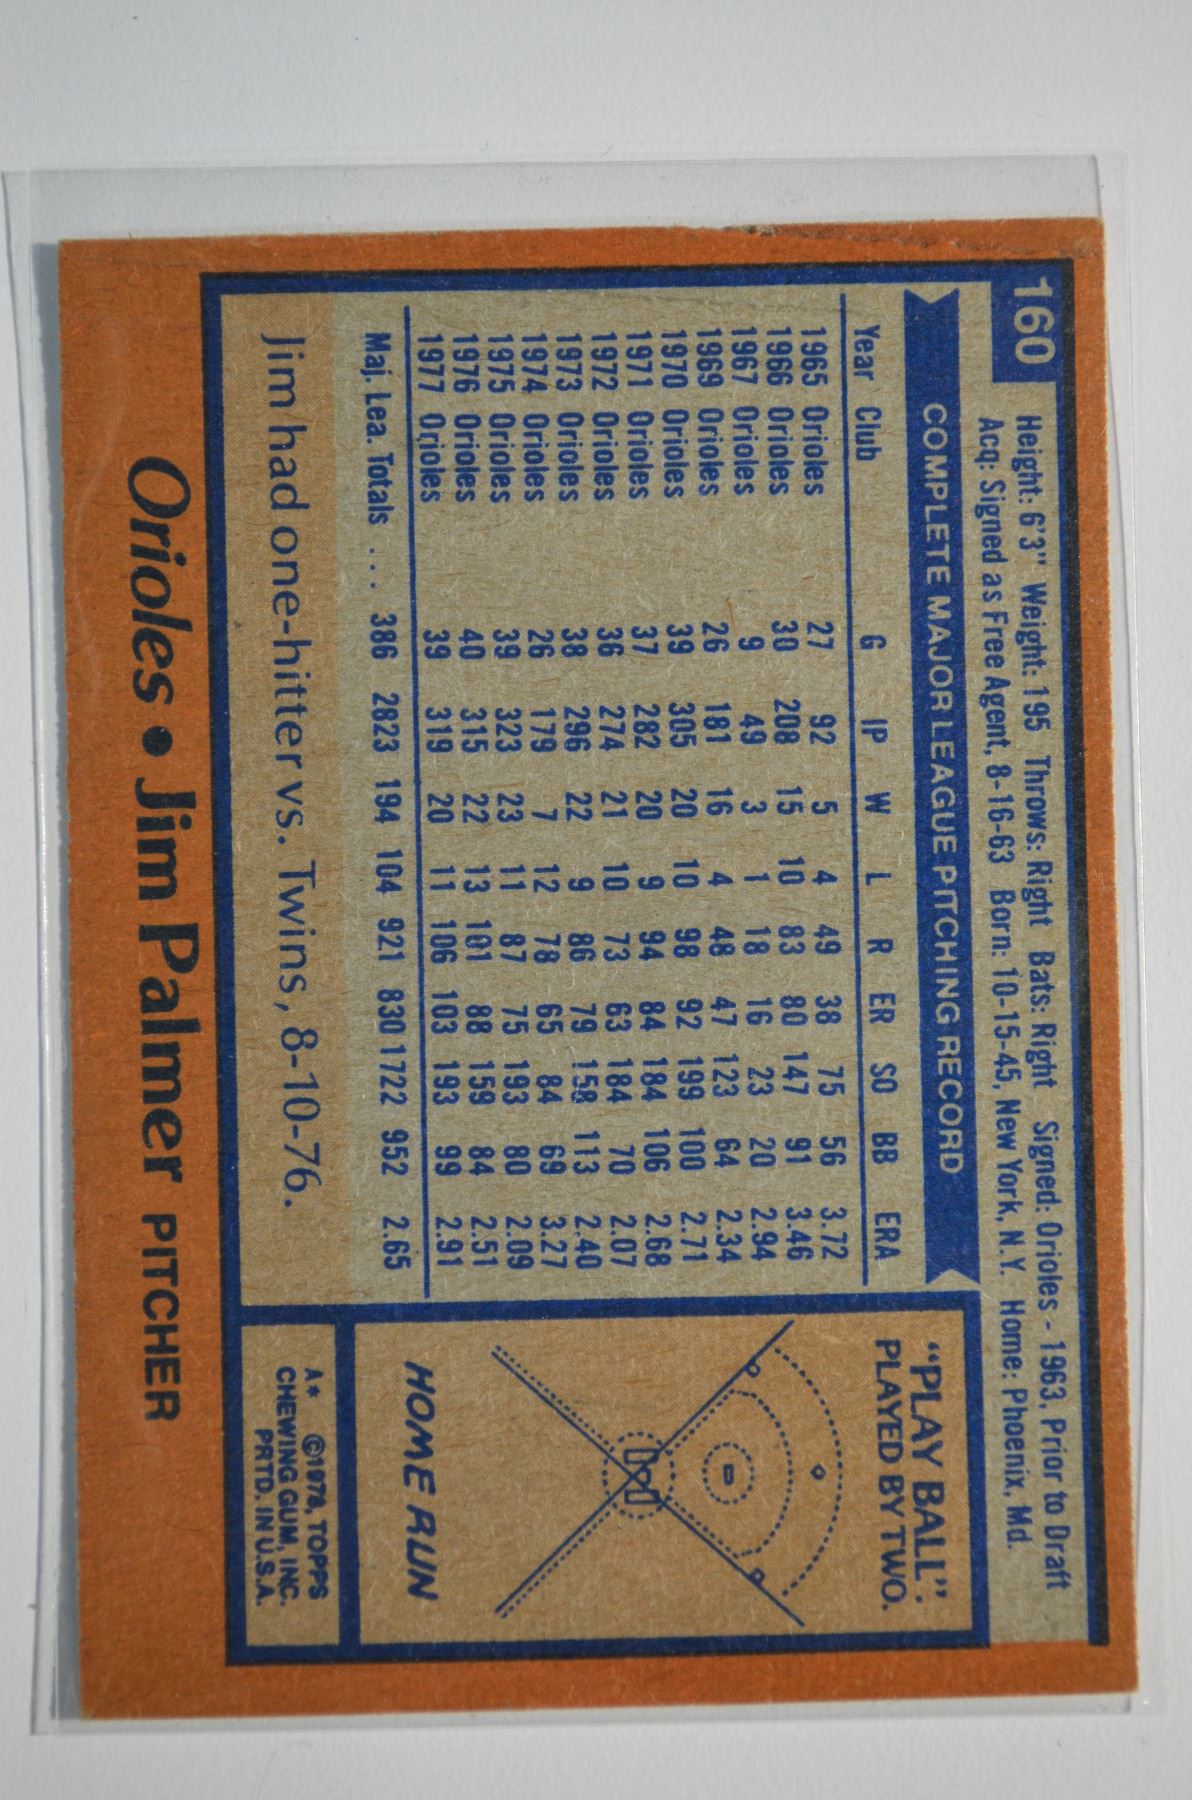 160
Height: 6'3" Weight: 195 Throws: Right Bats: Right Signed: Orioles - 1963, Prior to Draft
Acq: Signed as Free Agent, 8-16-63 Born: 10-15-45, New York, N.Y. Home: Phoenix, Md.
COMPLETE MAJOR LEAGUE PITCHING RECORD
Year Club G IP W L R ER SO BB ERA
1965 Orioles 27 92 5 4 49 38 75 56 3.72
1966 Orioles 30 208 15 10 83 80 147 91 3.46
1967 Orioles 9 49 3 1 18 16 23 20 2.94
1969 Orioles 26 181 16 4 48 47 123 64 2.34
1970 Orioles 39 305 20 10 98 92 199 100 2.71
1971 Orioles 37 282 20 9 94 84 184 106 2.68
1972 Orioles 36 274 21 10 73 63 184 70 2.07
1973 Orioles 38 296 22 9 86 79 158 113 2.40
1974 Orioles 26 179 7 12 78 65 84 69 3.27
1975 Orioles 39 323 23 11 87 75 193 80 2.09
1976 Orioles 40 315 22 13 101 88 159 84 2.51
1977 Orioles 39 319 20 11 106 103 193 99 2.91
Maj. Lea. Totals ... 386 2823 194 104 921 830 1722 952 2.65
Jim had one-hitter vs. Twins, 8-10-76.
"PLAY BALL":
PLAYED BY TWO.
HOME RUN
A* ©1978, TOPPS
CHEWING GUM, INC.
PRTD. IN U.S.A.
Orioles • Jim Palmer PITCHER